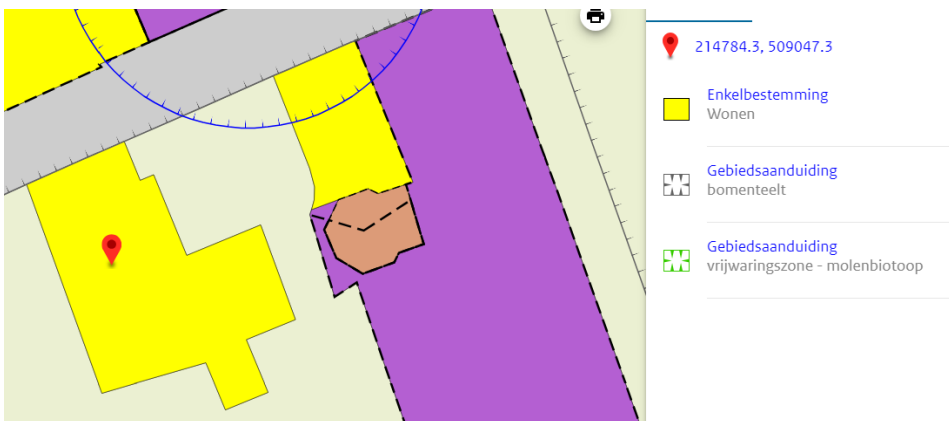 214784.3, 509047.3
Enkelbestemming
Wonen
Gebiedsaanduiding
bomenteelt
Gebiedsaanduiding
vrijwaringszone - molenbiotoop